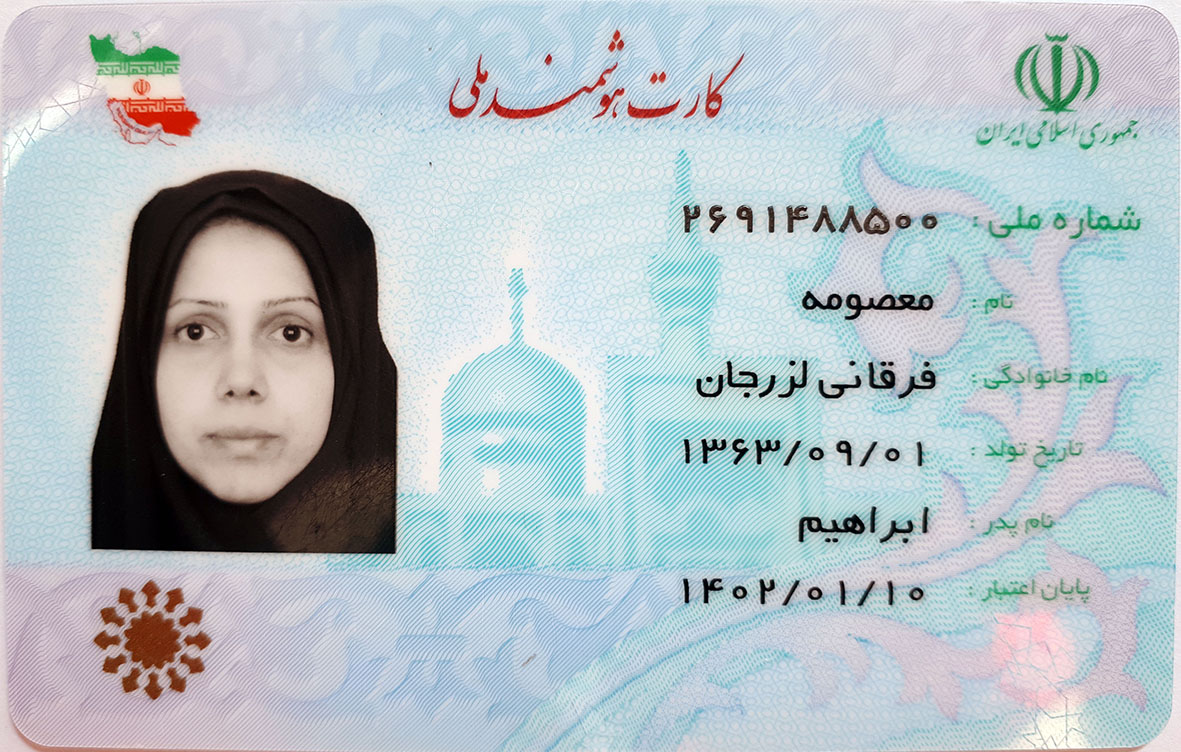 کارت هوشمند ملی
جمهوری اسلامی ایران
شماره ملی : ۲۶۹۱۴۸۸۵۰۰
نام : معصومه
نام خانوادگی : فرقانی لزرجان
تاریخ تولد : ۱۳۶۳/۰۹/۰۱
نام پدر : ابراهیم
پایان اعتبار : ۱۴۰۲/۰۱/۱۰